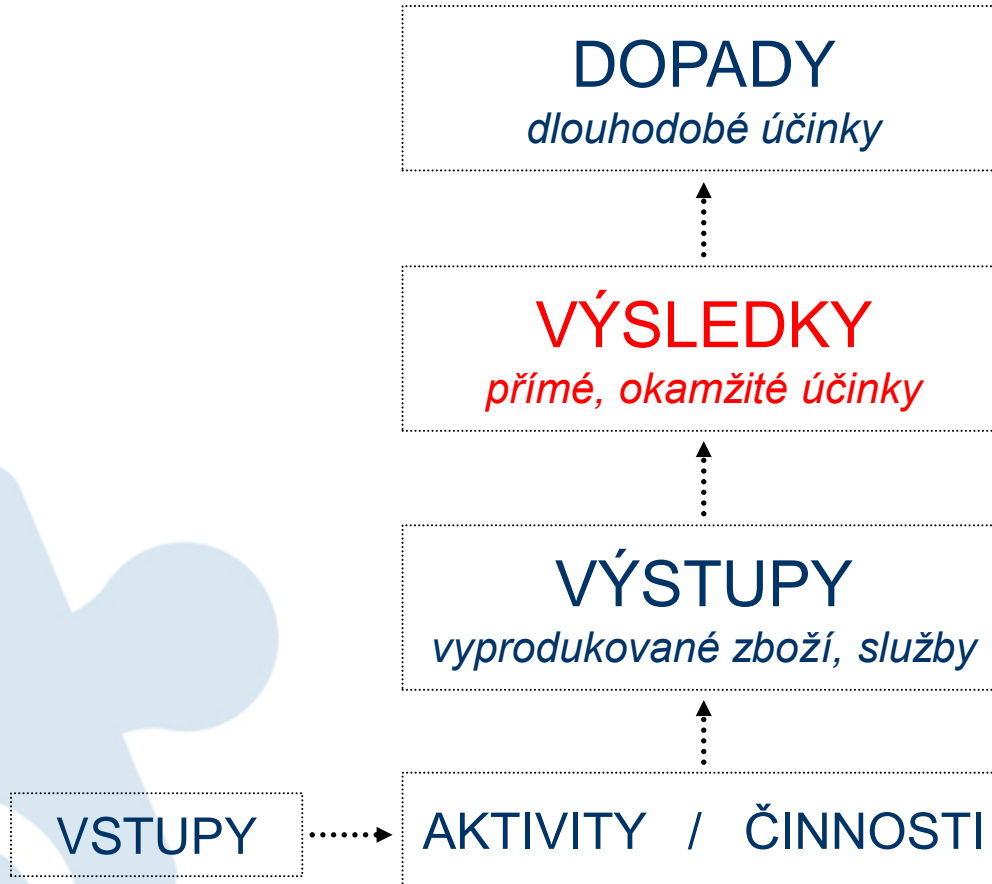 DOPADY
dlouhodobé účinky
VÝSLEDKY
přímé, okamžité účinky
VÝSTUPY
vyprodukované zboží, služby
VSTUPY
AKTIVITY / ČINNOSTI